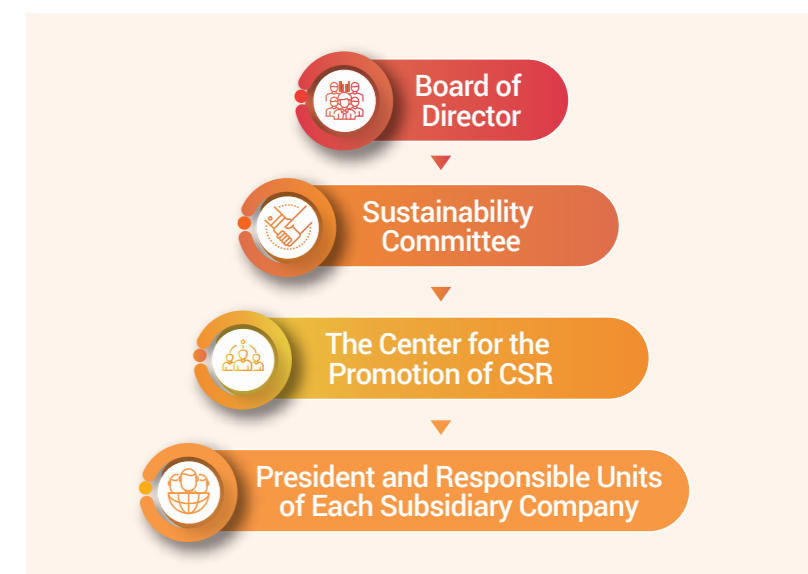 Board of
Director
Sustainability
Committee
The Center for the
Promotion of CSR
President and Responsible Units
of Each Subsidiary Company